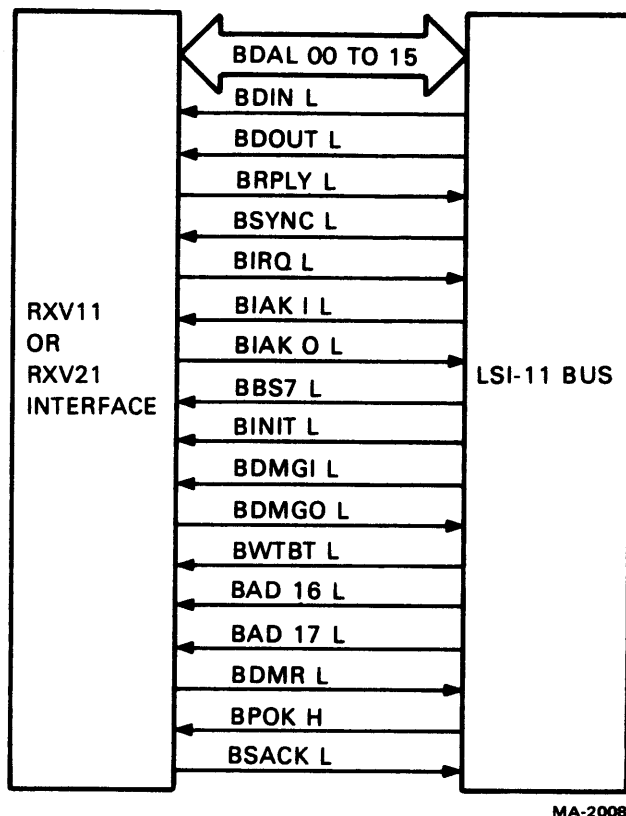 BDAL 00 TO 15
BDIN L
BDOUT L
BRPLY L
BSYNC L
BIRQ L
BIAK I L
BIAK O L
BBS7 L
BINIT L
BDMGI L
BDMGO L
BWTBT L
BAD 16 L
BAD 17 L
BDMR L
BPOK H
BSACK L
RXV11
OR
RXV21
INTERFACE
LSI-11 BUS
MA-2008